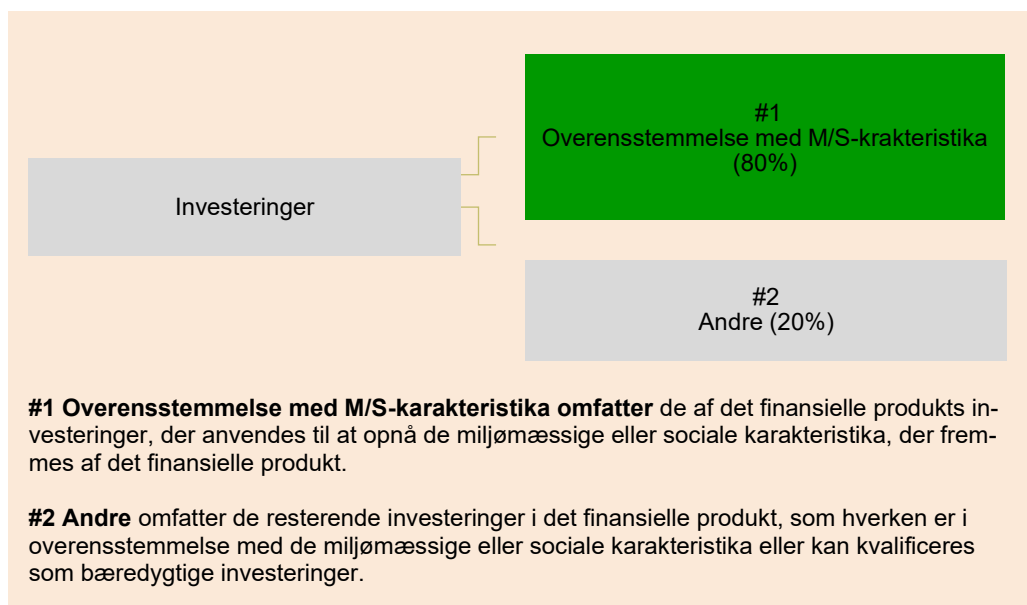 #1
Overensstemmelse med M/S-krakteristika
(80%)
Investeringer
#2
Andre (20%)
#1 Overensstemmelse med M/S-karakteristika omfatter de af det finansielle produkts in-
vesteringer, der anvendes til at opnå de miljømæssige eller sociale karakteristika, der frem-
mes af det finansielle produkt.
#2 Andre omfatter de resterende investeringer i det finansielle produkt, som hverken er i
overensstemmelse med de miljømæssige eller sociale karakteristika eller kan kvalificeres
som bæredygtige investeringer.